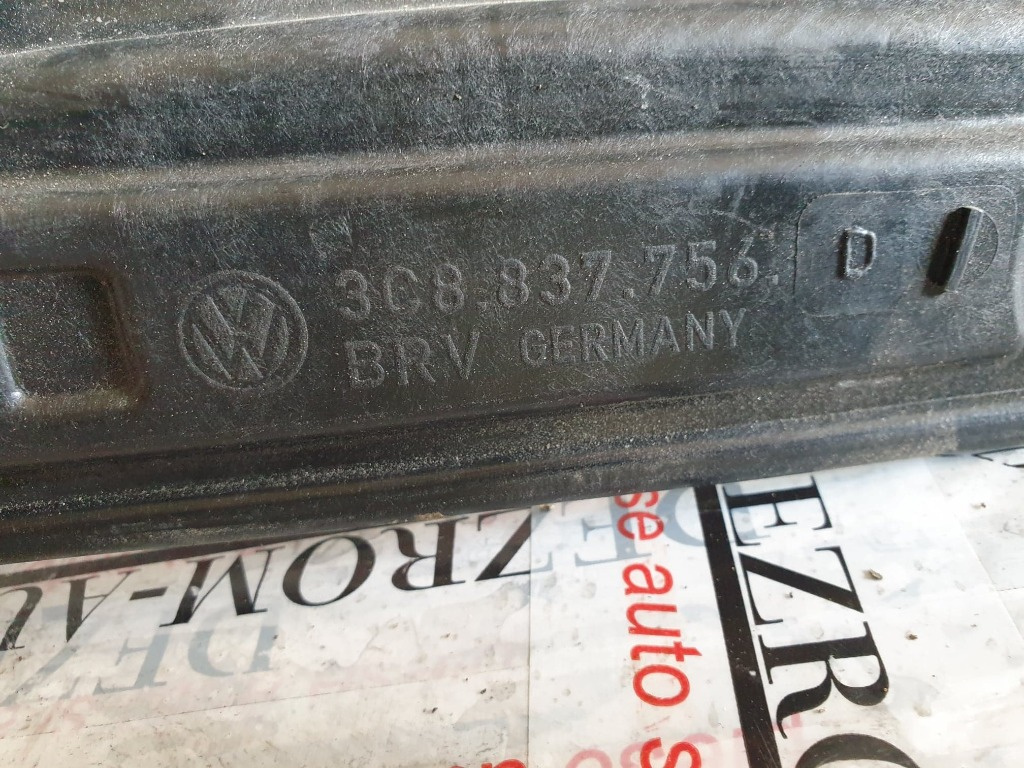 3C8.837.756. D
BRV GERMANY
DEZROM-AU
se auto s
EZRO